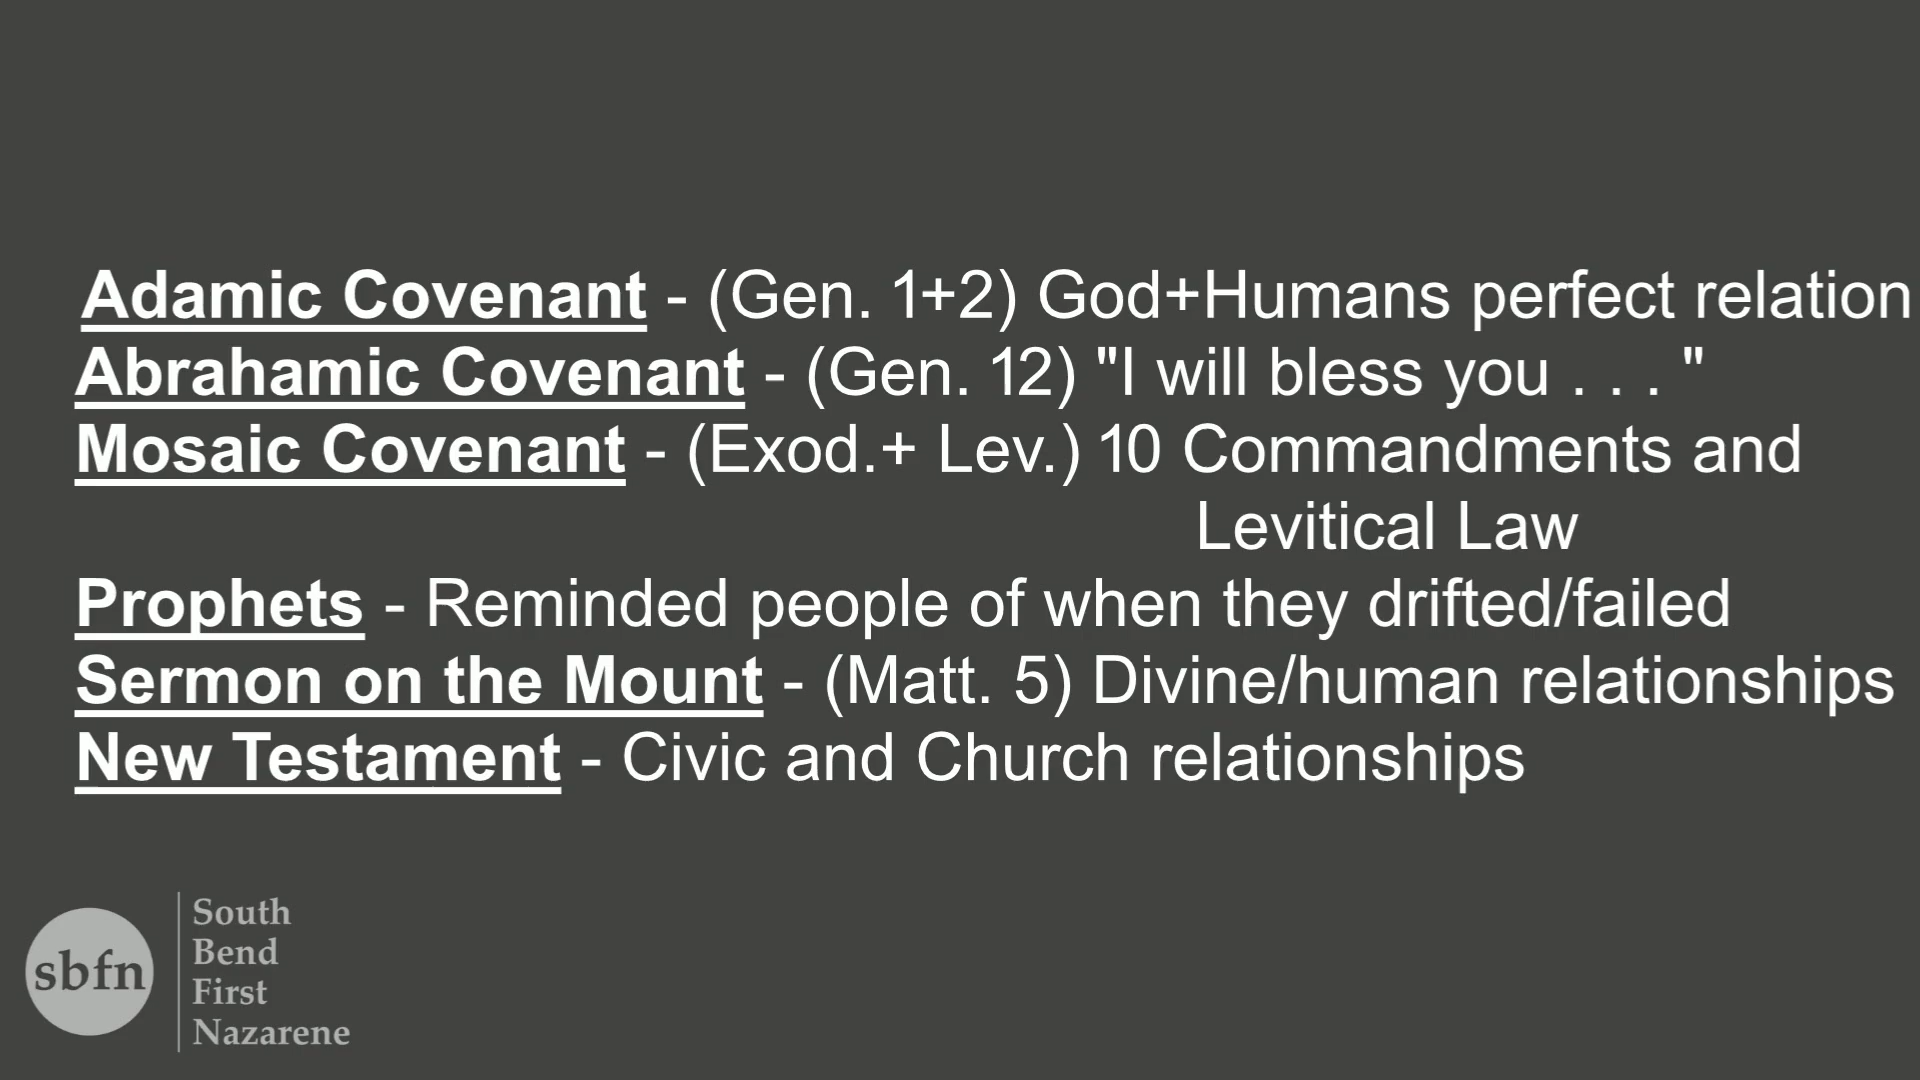 Adamic Covenant - (Gen. 1+2) God+Humans perfect relation
Abrahamic Covenant - (Gen. 12) "I will bless you . . . "
Mosaic Covenant - (Exod.+ Lev.) 10 Commandments and
Levitical Law
Prophets - Reminded people of when they drifted/failed
Sermon on the Mount - (Matt. 5) Divine/human relationships
New Testament - Civic and Church relationships
sbfn
South
Bend
First
Nazarene